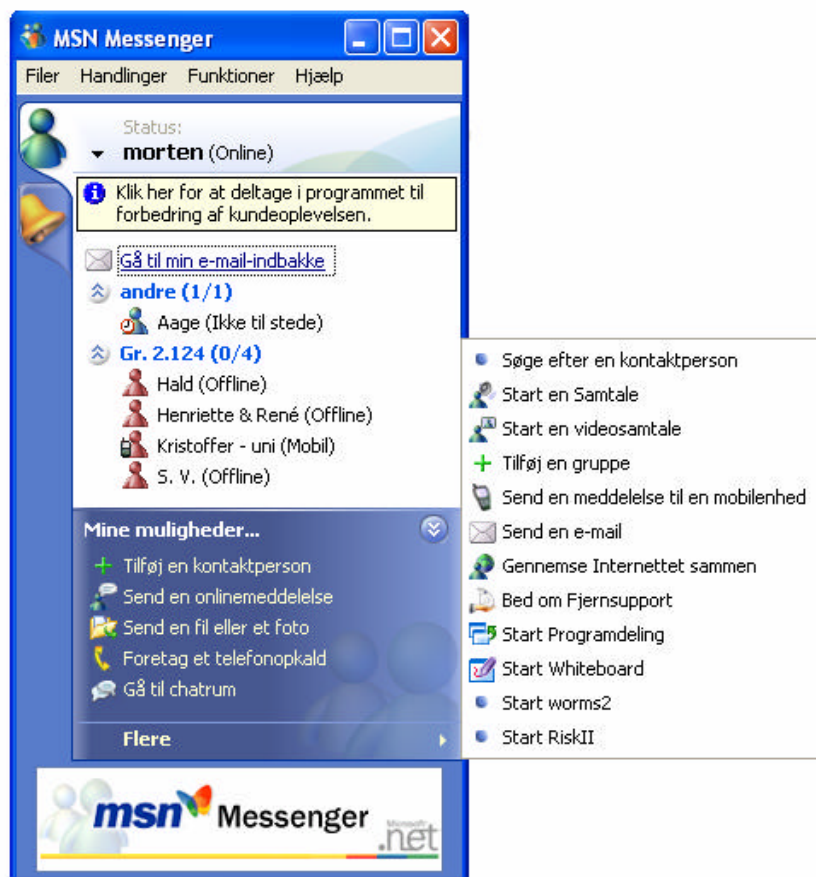 MSN Messenger
Filer Handlinger Funktioner Hjælp
Status:
morten (Online)
Klik her for at deltage i programmet til
forbedring af kundeoplevelsen.
Gå til min e-mail-indbakke
andre (1/1)
Aage (Ikke til stede)
Gr. 2.124 (0/4)
Hald (Offline)
Henriette & René (Offline)
Kristoffer - uni (Mobil)
S. V. (Offline)
Mine muligheder...
Tilføj en kontaktperson
Send en onlinemeddelelse
Send en fil eller et foto
Foretag et telefonopkald
Gå til chatrum
Flere
Søge efter en kontaktperson
Start en Samtale
Start en videosamtale
Tilføj en gruppe
Send en meddelelse til en mobilenhed
Send en e-mail
Gennemse Internettet sammen
Bed om Fjernsupport
Start Programdeling
Start Whiteboard
Start worms2
Start RiskII
msn Messenger
Microsoft
.net